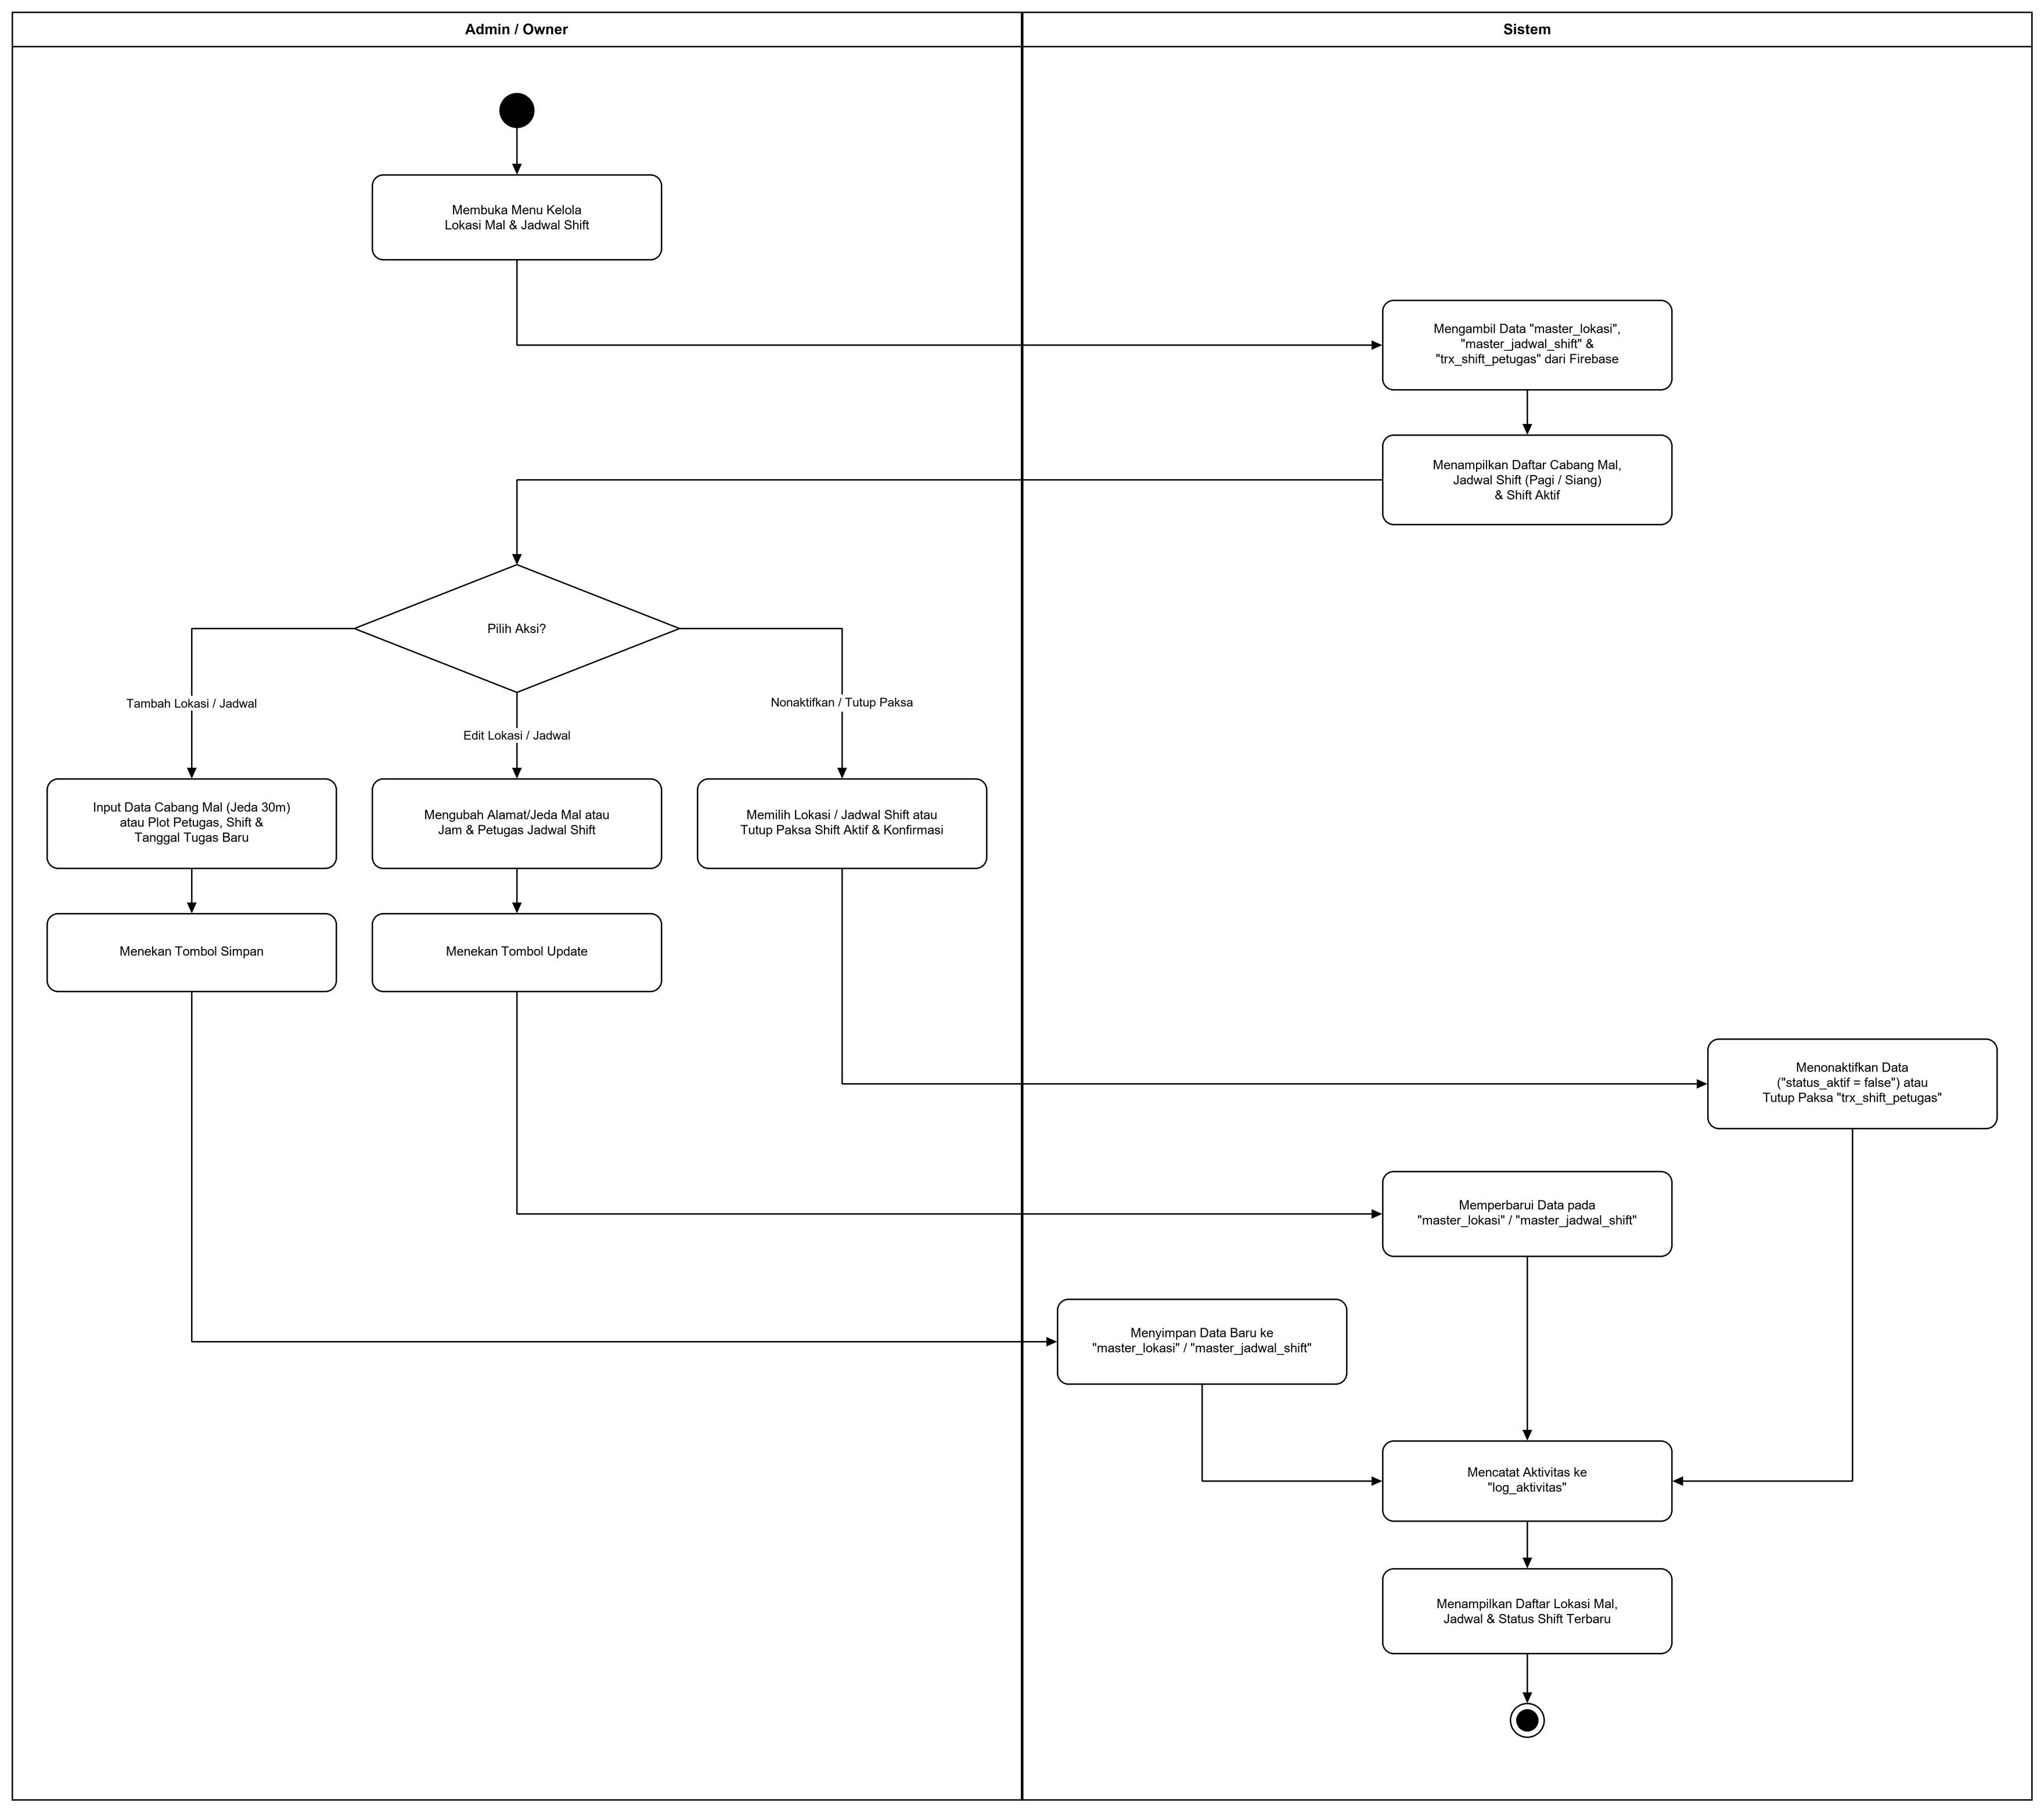 Admin / Owner
Sistem
Membuka Menu Kelola
Lokasi Mal & Jadwal Shift
Mengambil Data "master_lokasi",
"master_jadwal_shift" &
"trx_shift_petugas" dari Firebase
Menampilkan Daftar Cabang Mal,
Jadwal Shift (Pagi / Siang)
& Shift Aktif
Pilih Aksi?
Tambah Lokasi / Jadwal
Edit Lokasi / Jadwal
Nonaktifkan / Tutup Paksa
Input Data Cabang Mal (Jeda 30m)
atau Plot Petugas, Shift &
Tanggal Tugas Baru
Mengubah Alamat/Jeda Mal atau
Jam & Petugas Jadwal Shift
Memilih Lokasi / Jadwal Shift atau
Tutup Paksa Shift Aktif & Konfirmasi
Menekan Tombol Simpan
Menekan Tombol Update
Menonaktifkan Data
("status_aktif = false") atau
Tutup Paksa "trx_shift_petugas"
Memperbarui Data pada
"master_lokasi" / "master_jadwal_shift"
Menyimpan Data Baru ke
"master_lokasi" / "master_jadwal_shift"
Mencatat Aktivitas ke
"log_aktivitas"
Menampilkan Daftar Lokasi Mal,
Jadwal & Status Shift Terbaru